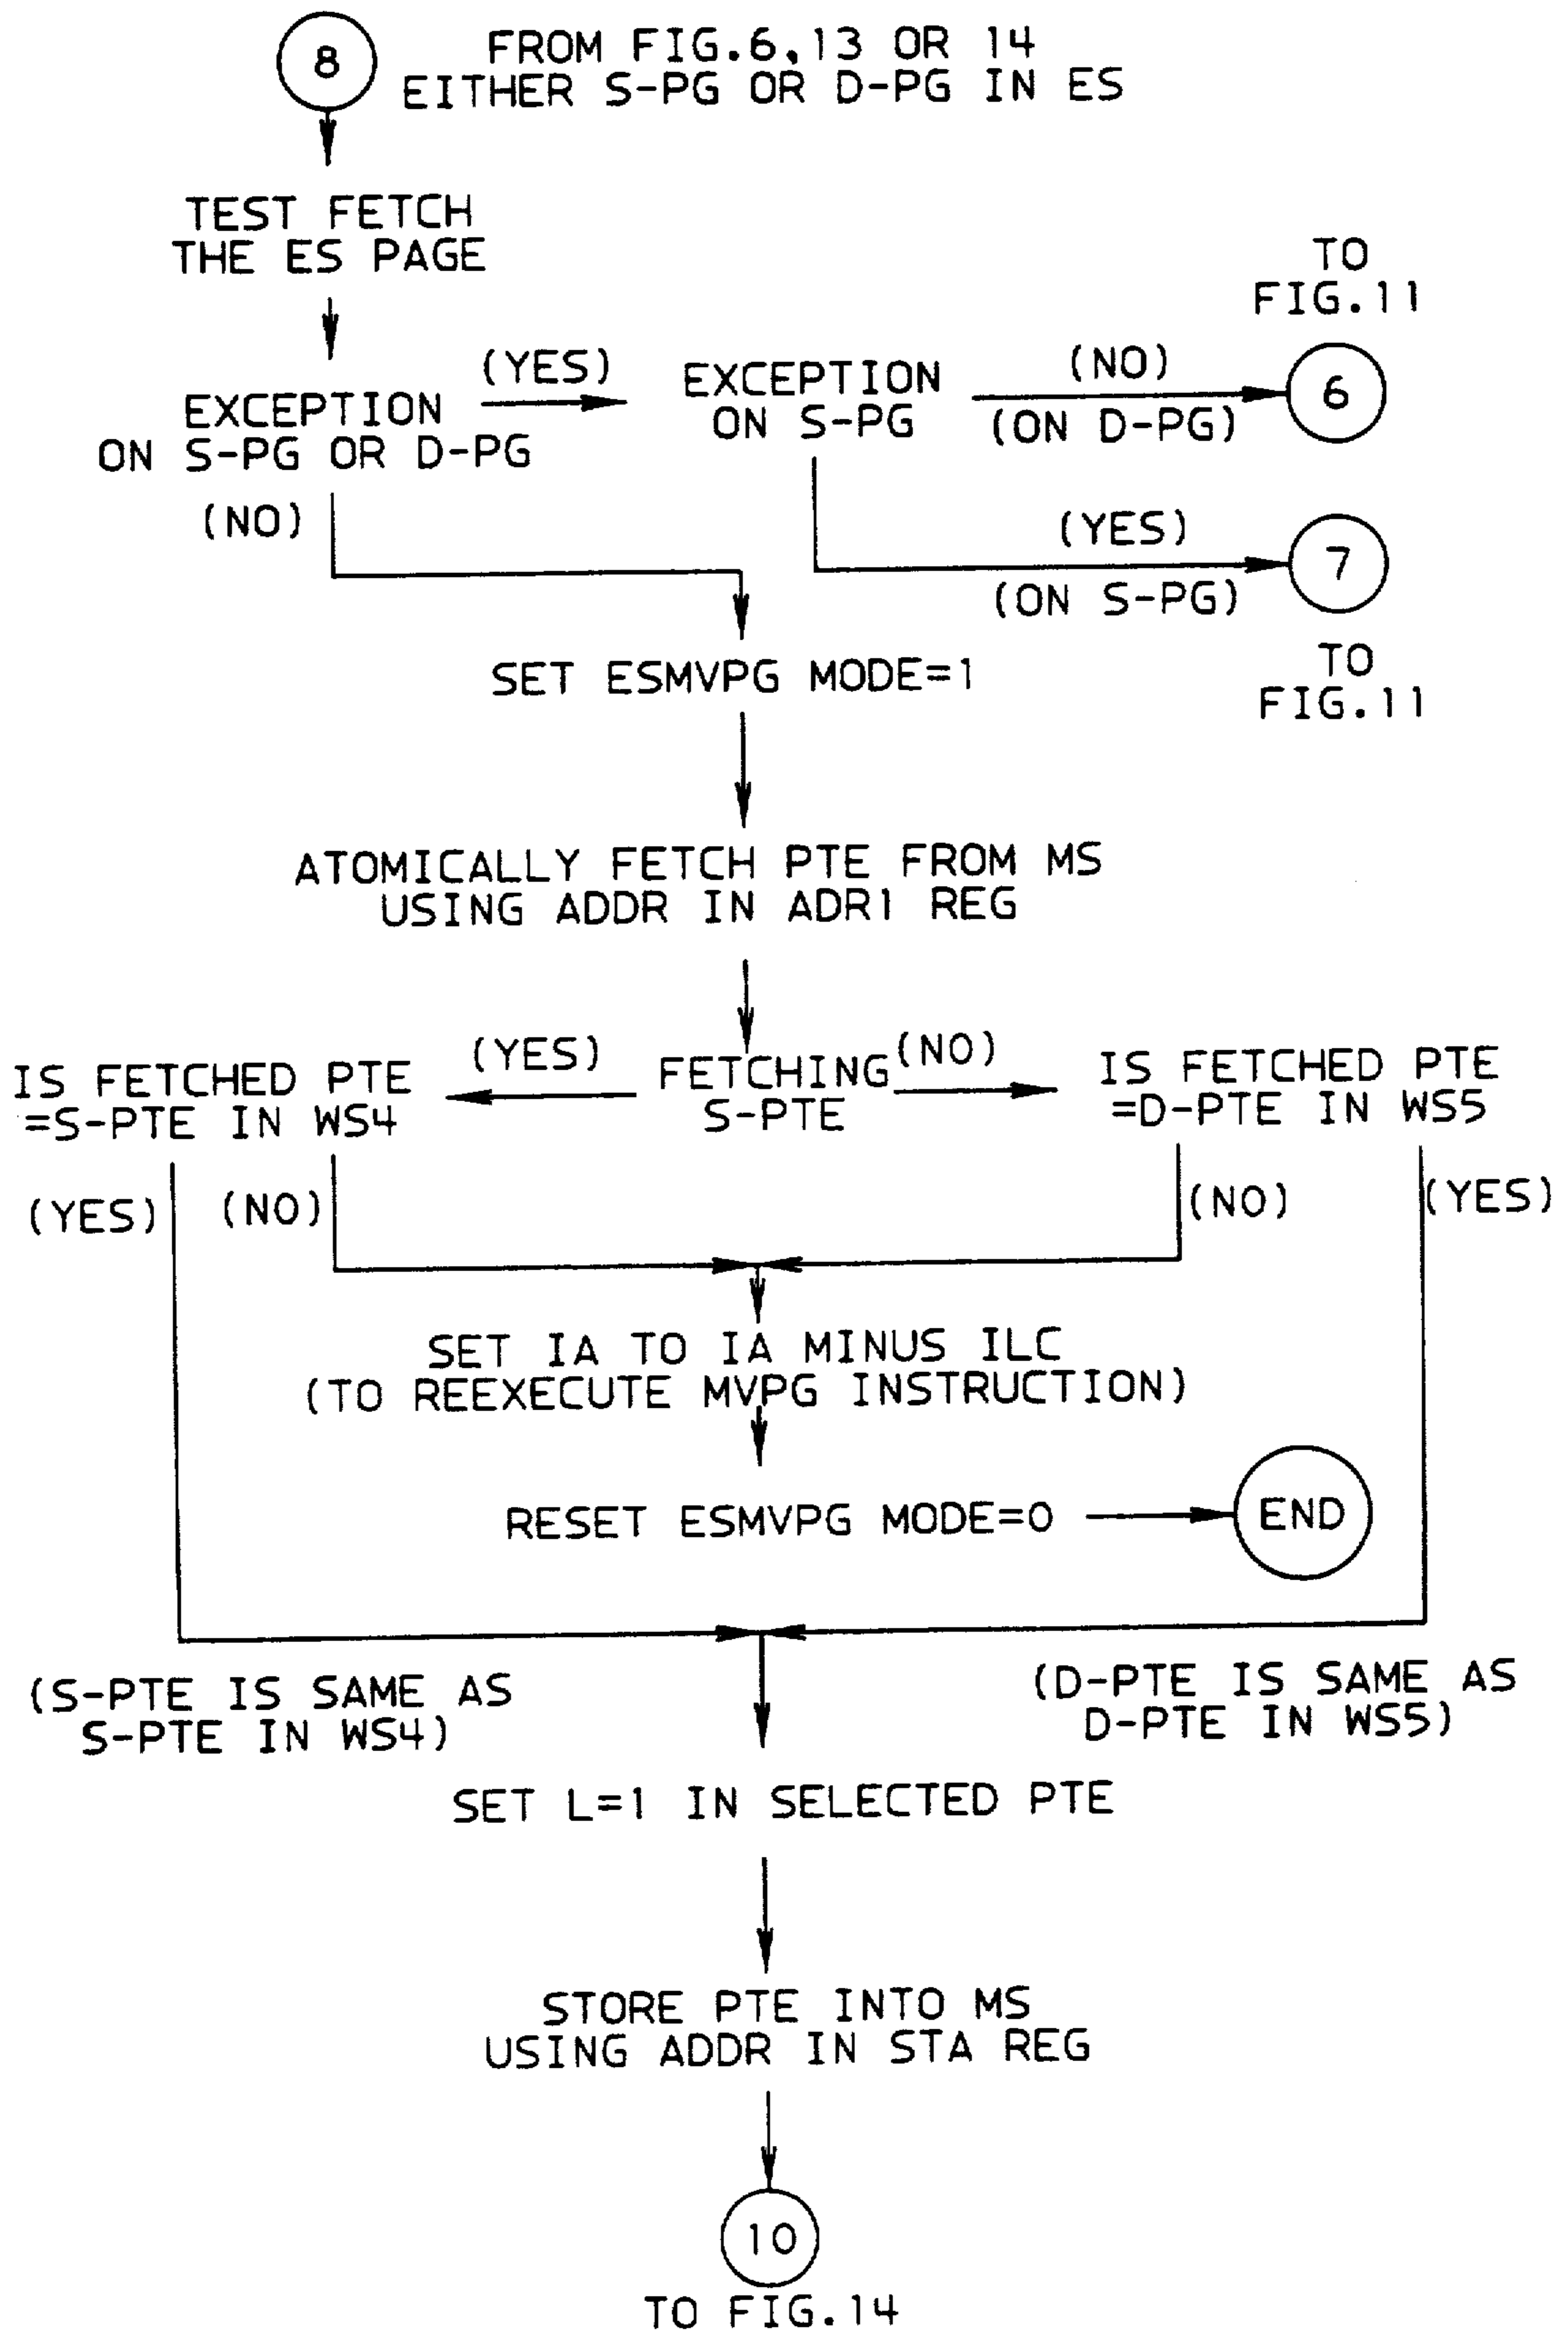 8
FROM FIG.6,13 OR 14
EITHER S-PG OR D-PG IN ES
TEST FETCH
THE ES PAGE
TO
FIG.11
EXCEPTION
ON S-PG OR D-PG
(YES)
EXCEPTION
ON S-PG
(NO)
(ON D-PG)
6
(NO)
(YES)
(ON S-PG)
7
TO
FIG.11
SET ESMVPG MODE=1
ATOMICALLY FETCH PTE FROM MS
USING ADDR IN ADR1 REG
FETCHING
S-PTE
(YES)
(NO)
IS FETCHED PTE
=S-PTE IN WS4
IS FETCHED PTE
=D-PTE IN WS5
(YES)
(NO)
(NO)
(YES)
SET IA TO IA MINUS ILC
(TO REEXECUTE MVPG INSTRUCTION)
RESET ESMVPG MODE=0
END
(S-PTE IS SAME AS
S-PTE IN WS4)
(D-PTE IS SAME AS
D-PTE IN WS5)
SET L=1 IN SELECTED PTE
STORE PTE INTO MS
USING ADDR IN STA REG
10
TO FIG.14